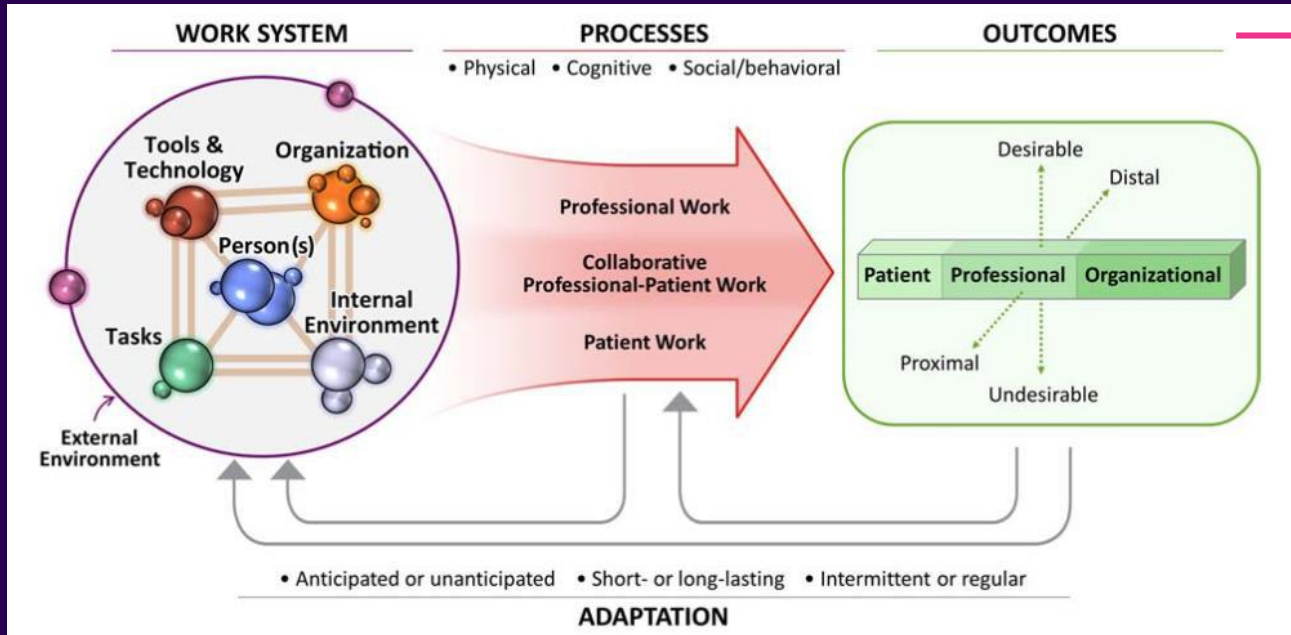 WORK SYSTEM
PROCESSES
• Physical • Cognitive • Social/behavioral
OUTCOMES
Tools &
Technology
Organization
Person(s)
Tasks
Internal
Environment
External
Environment
Professional Work
Collaborative
Professional-Patient Work
Patient Work
Desirable
Distal
Patient
Professional
Organizational
Proximal
Undesirable
• Anticipated or unanticipated • Short- or long-lasting • Intermittent or regular
ADAPTATION